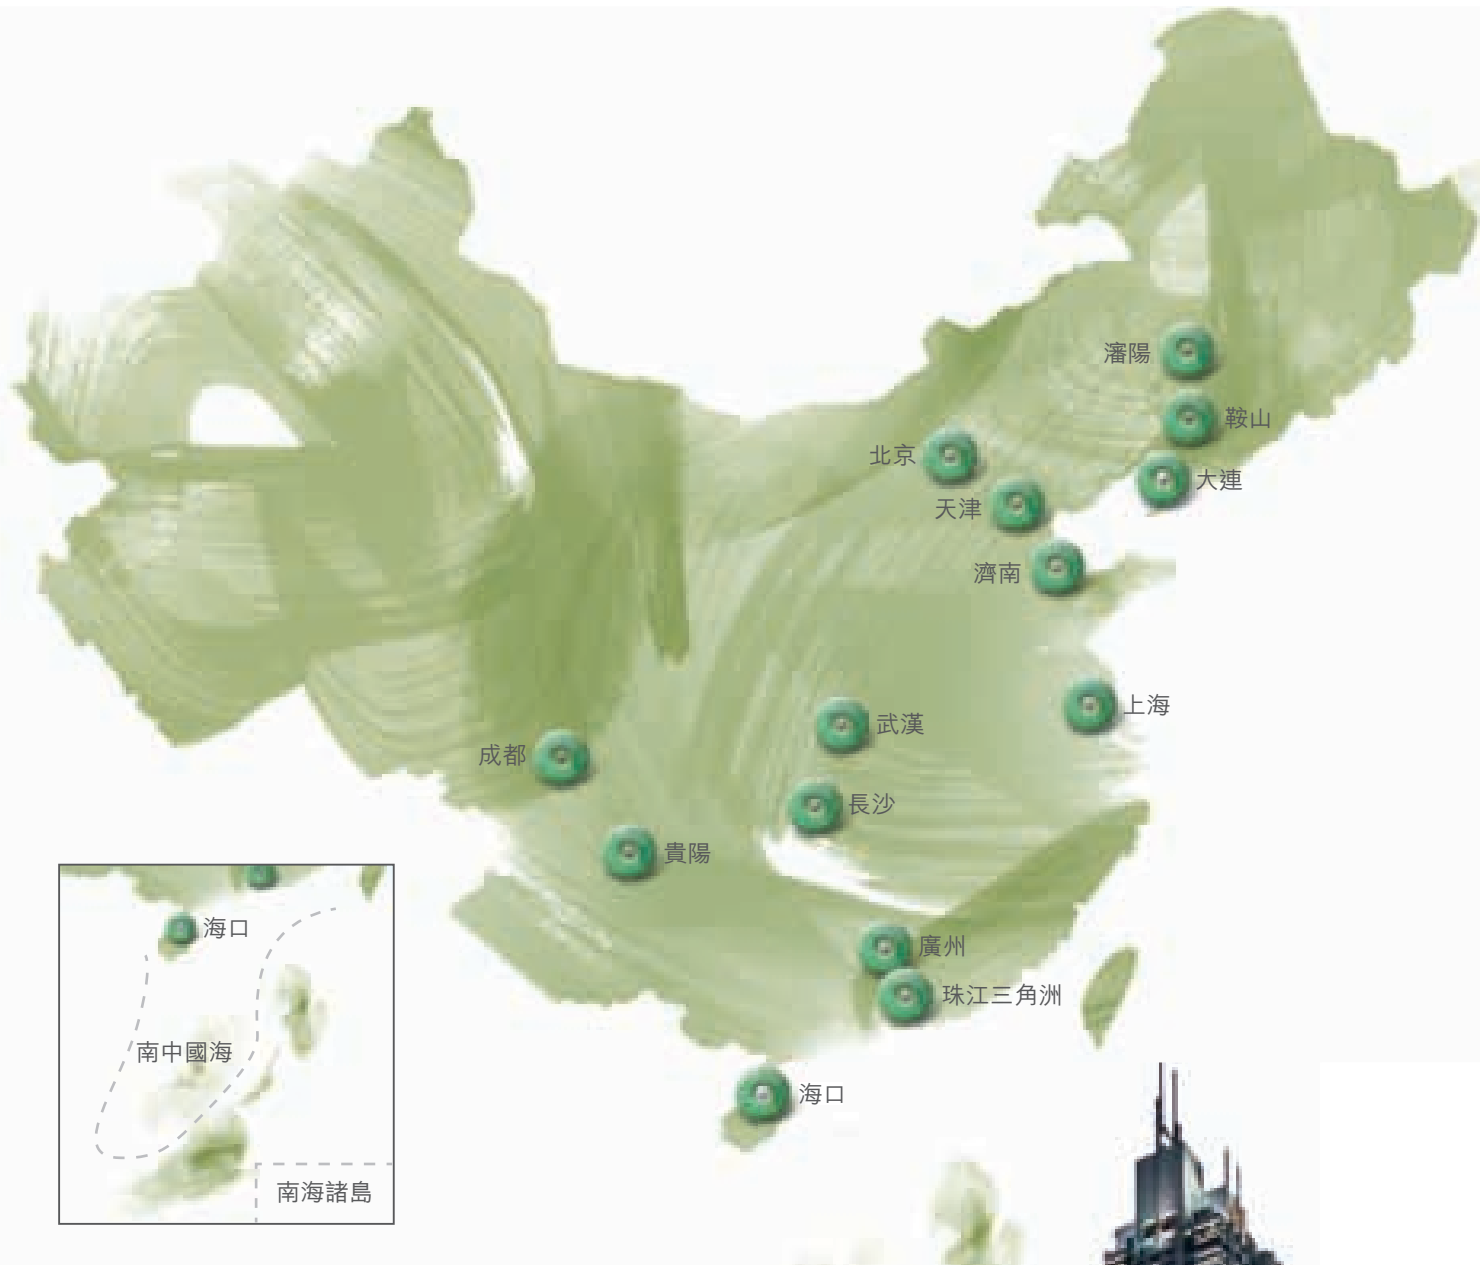 瀋陽
鞍山
北京
大連
天津
濟南
上海
武漢
成都
長沙
貴陽
廣州
珠江三角洲
海口
海口
南中國海
南海諸島